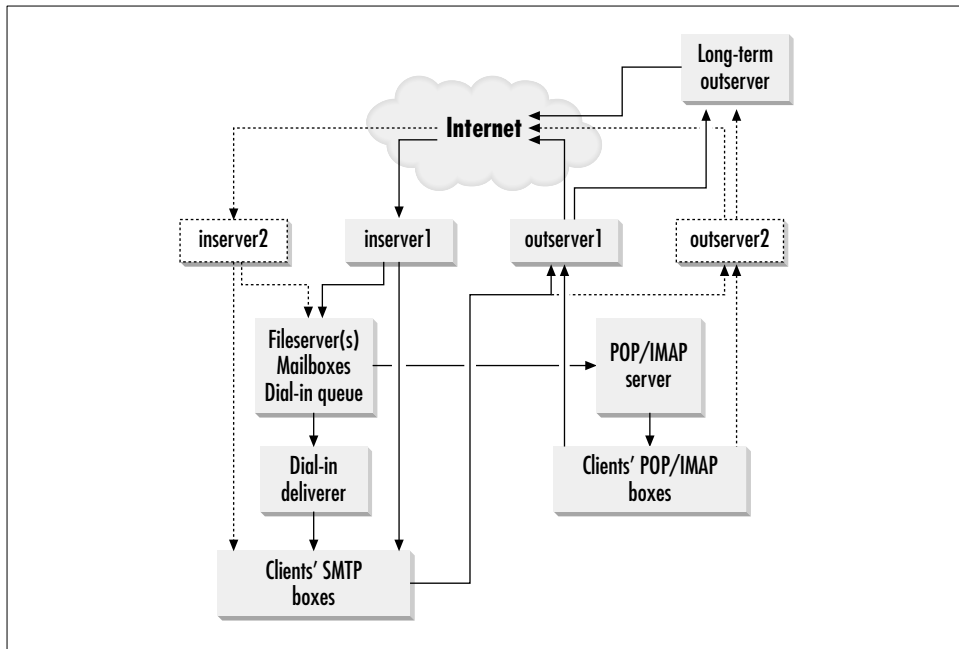 Long-term
outserver
Internet
inserver2
inserver1
outserver1
outserver2
Fileserver(s)
Mailboxes
Dial-in queue
POP/IMAP
server
Dial-in
deliverer
Clients’ POP/IMAP
boxes
Clients’ SMTP
boxes